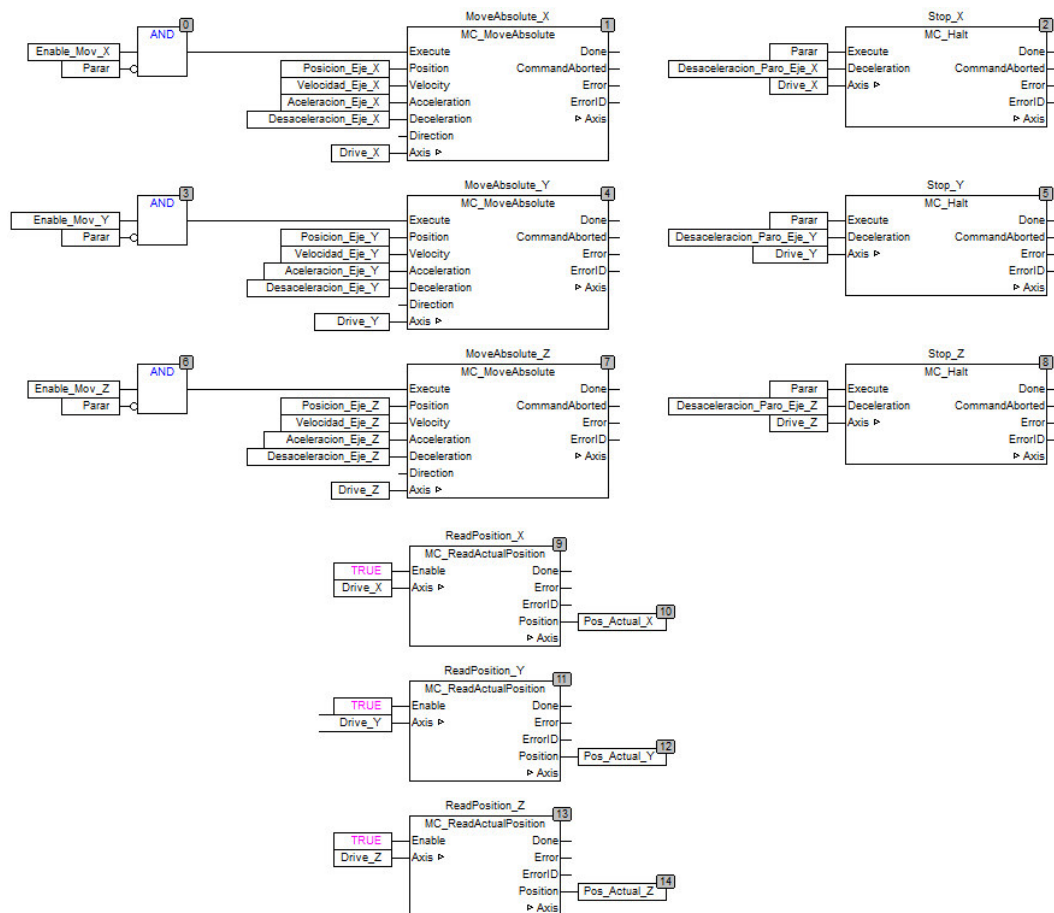 MoveAbsolute_X
0
AND
Enable_Mov_X
Parar
1
MC_MoveAbsolute
Execute Done
Posicion_Eje_X Position CommandAborted
Velocidad_Eje_X Velocity Error
Aceleracion_Eje_X Acceleration ErrorID
Desaceleracion_Eje_X Deceleration Axis
Direction
Drive_X Axis
Stop_X
2
MC_Halt
Parar Execute Done
Desaceleracion_Paro_Eje_X Deceleration CommandAborted
Drive_X Axis Error
ErrorID
Axis
MoveAbsolute_Y
3
AND
Enable_Mov_Y
Parar
4
MC_MoveAbsolute
Execute Done
Posicion_Eje_Y Position CommandAborted
Velocidad_Eje_Y Velocity Error
Aceleracion_Eje_Y Acceleration ErrorID
Desaceleracion_Eje_Y Deceleration Axis
Direction
Drive_Y Axis
Stop_Y
5
MC_Halt
Parar Execute Done
Desaceleracion_Paro_Eje_Y Deceleration CommandAborted
Drive_Y Axis Error
ErrorID
Axis
MoveAbsolute_Z
6
AND
Enable_Mov_Z
Parar
7
MC_MoveAbsolute
Execute Done
Posicion_Eje_Z Position CommandAborted
Velocidad_Eje_Z Velocity Error
Aceleracion_Eje_Z Acceleration ErrorID
Desaceleracion_Eje_Z Deceleration Axis
Direction
Drive_Z Axis
Stop_Z
8
MC_Halt
Parar Execute Done
Desaceleracion_Paro_Eje_Z Deceleration CommandAborted
Drive_Z Axis Error
ErrorID
Axis
ReadPosition_X
9
MC_ReadActualPosition
TRUE Enable Done
Drive_X Axis Error
ErrorID
10
Position Pos_Actual_X
Axis
ReadPosition_Y
11
MC_ReadActualPosition
TRUE Enable Done
Drive_Y Axis Error
ErrorID
12
Position Pos_Actual_Y
Axis
ReadPosition_Z
13
MC_ReadActualPosition
TRUE Enable Done
Drive_Z Axis Error
ErrorID
14
Position Pos_Actual_Z
Axis